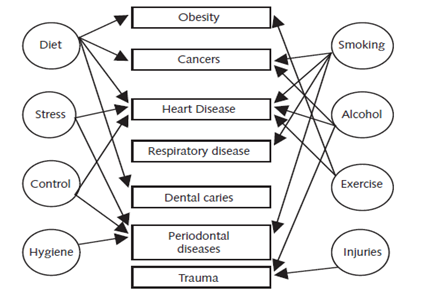 Obesity
Diet
Smoking
Cancers
Stress
Heart Disease
Alcohol
Respiratory disease
Control
Exercise
Dental caries
Hygiene
Periodontal
diseases
Injuries
Trauma